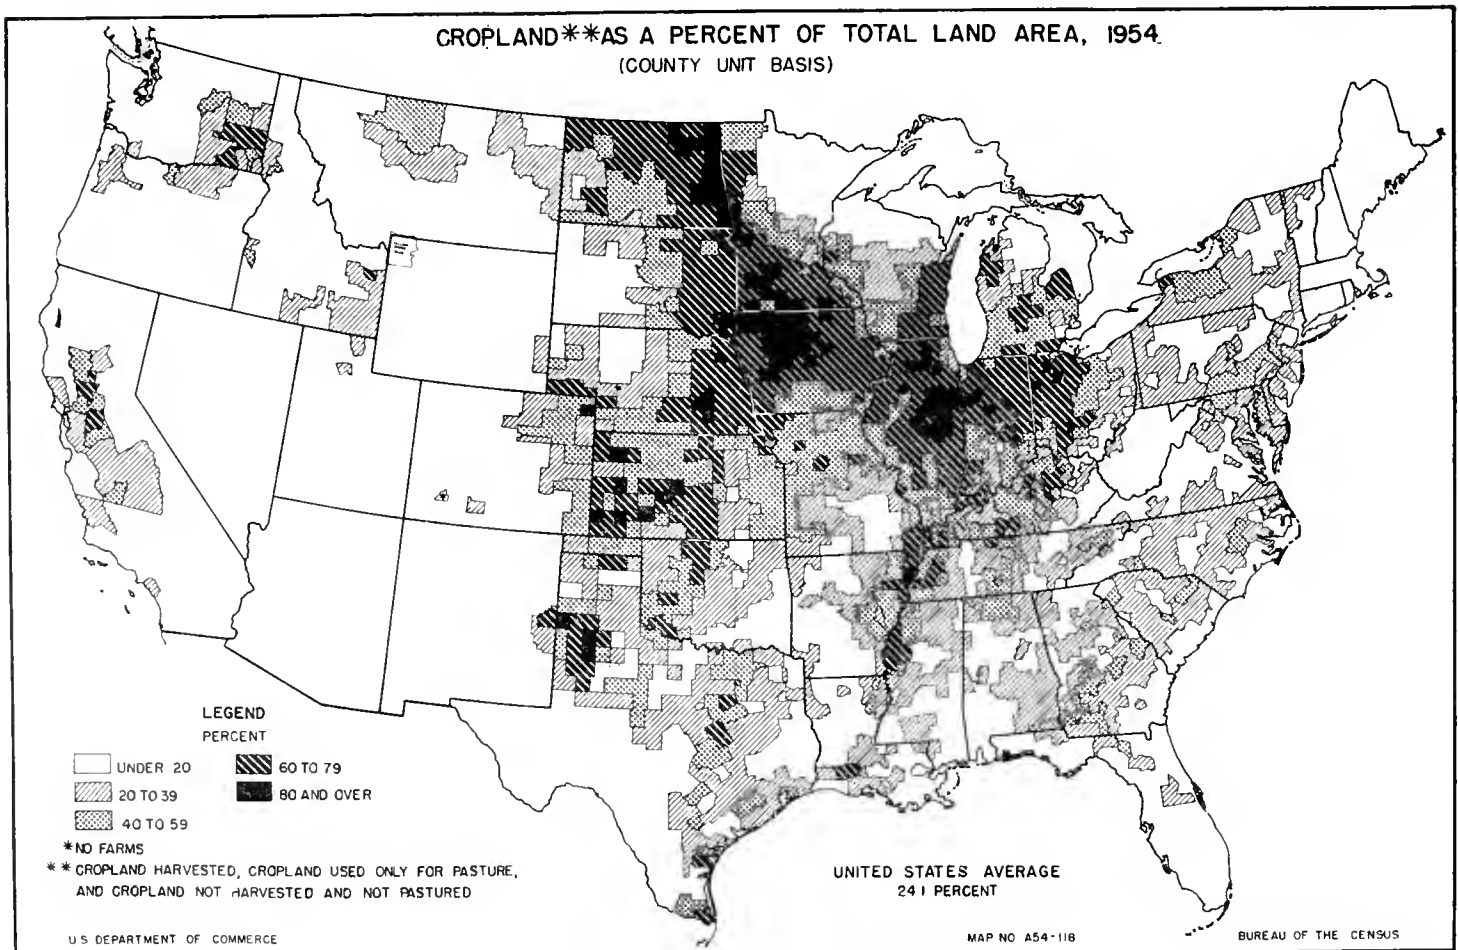 CROPLAND**AS A PERCENT OF TOTAL LAND AREA, 1954
(COUNTY UNIT BASIS)
LEGEND
PERCENT
UNDER 20
20 TO 39
40 TO 59
60 TO 79
80 AND OVER
*NO FARMS
**CROPLAND HARVESTED, CROPLAND USED ONLY FOR PASTURE,
AND CROPLAND NOT HARVESTED AND NOT PASTURED
UNITED STATES AVERAGE
24 1 PERCENT
U S DEPARTMENT OF COMMERCE
MAP NO A54-118
BUREAU OF THE CENSUS